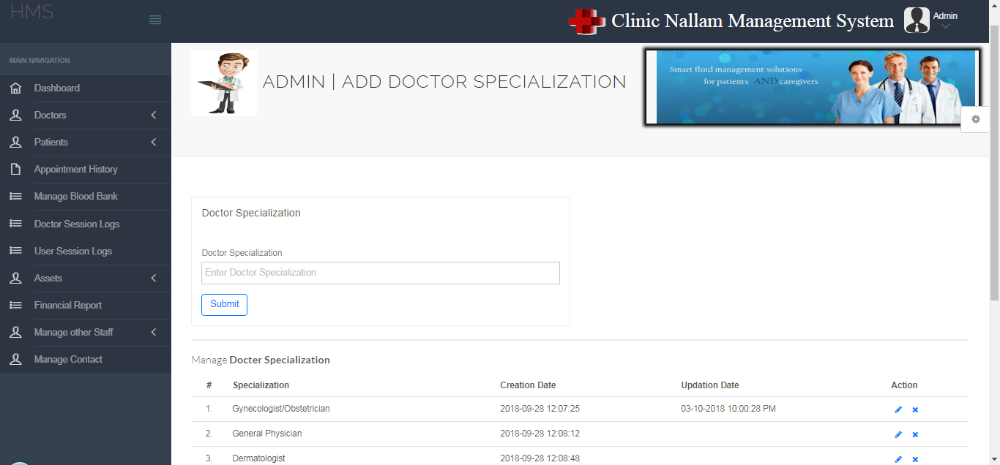 HMS
Clinic Nallam Management System
Admin
MAIN NAVIGATION
Dashboard
Doctors
Patients
Appointment History
Manage Blood Bank
Doctor Session Logs
User Session Logs
Assets
Financial Report
Manage other Staff
Manage Contact
ADMIN | ADD DOCTOR SPECIALIZATION
Smart fluid management solutions
for patients AND caregivers
Doctor Specialization
Doctor Specialization
Enter Doctor Specialization
Submit
Manage Docter Specialization
# Specialization Creation Date Updation Date Action
1. Gynecologist/Obstetrician 2018-09-28 12:07:25 03-10-2018 10:00:28 PM
2. General Physician 2018-09-28 12:08:12
3. Dermatologist 2018-09-28 12:08:48